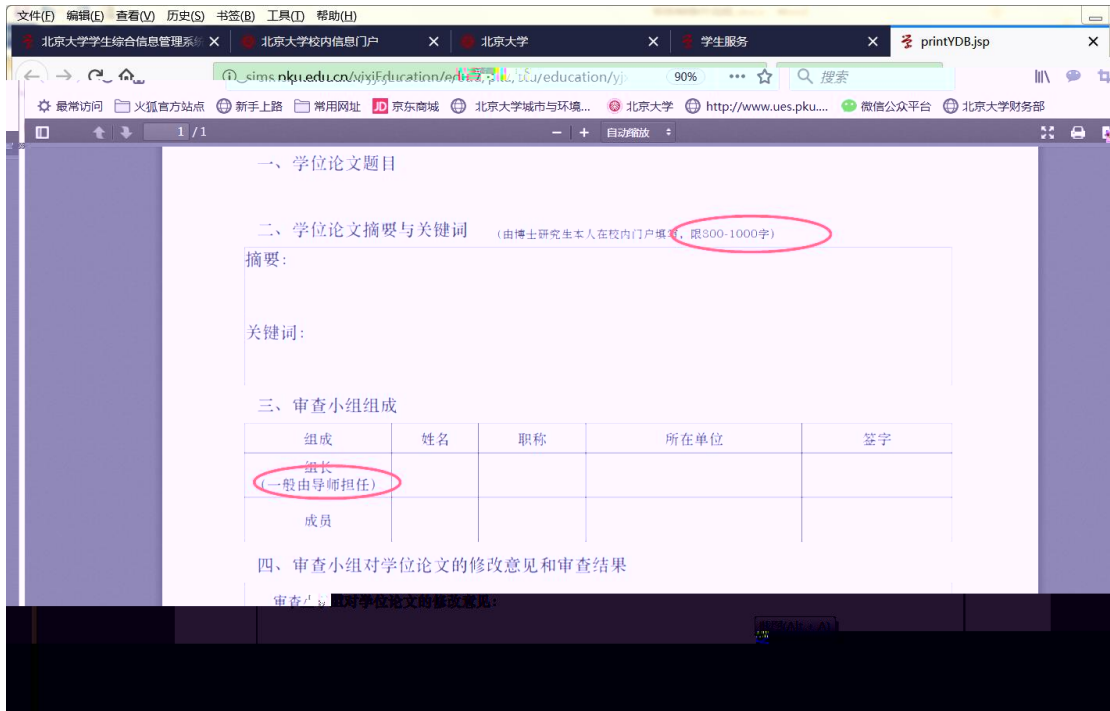 文件(F) 编辑(E) 查看(V) 历史(S) 书签(B) 工具(T) 帮助(H)
北京大学学生综合信息管理系统 北京大学校内信息门户 北京大学 学生服务 printYDB.jsp
90% 搜索
最常访问 火狐官方站点 新手上路 常用网址 JD 京东商城 北京大学城市与环境... 北京大学 http://www.ues.pku.... 微信公众平台 北京大学财务部
1 / 1 − + 自动缩放
一、学位论文题目
二、学位论文摘要与关键词 (由博士研究生本人在校内门户填写，限800-1000字)
摘要:
关键词:
三、审查小组组成
组成 姓名 职称 所在单位 签字
组长
(一般由导师担任)
成员
四、审查小组对学位论文的修改意见和审查结果
审查小组对学位论文的修改意见: